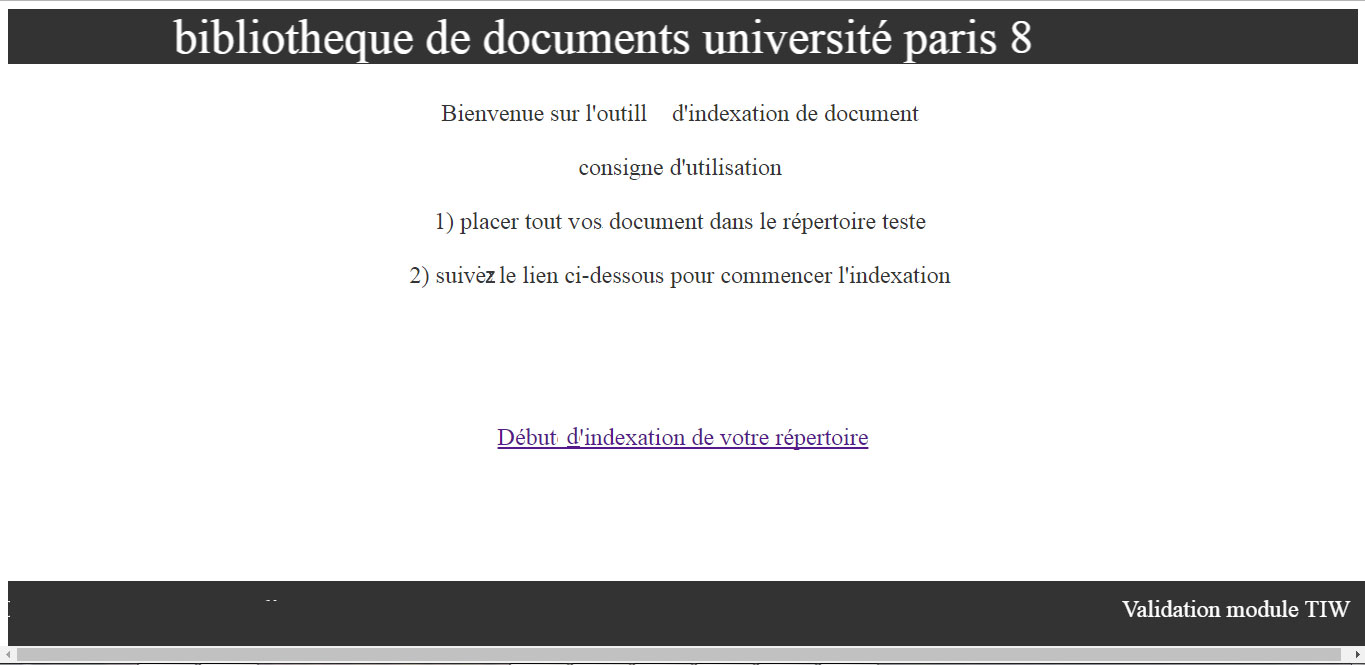 bibliotheque de documents université paris 8
Bienvenue sur l'outill d'indexation de document
consigne d'utilisation
1) placer tout vos document dans le répertoire teste
2) suivez le lien ci-dessous pour commencer l'indexation
Début d'indexation de votre répertoire
Validation module TIW